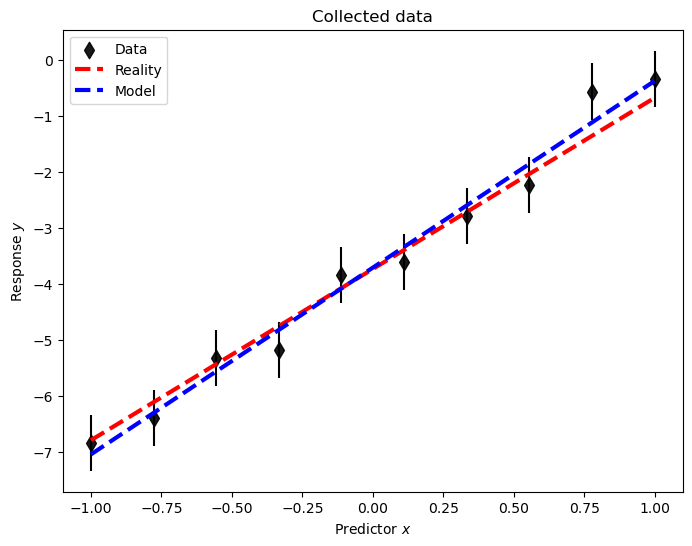 Collected data
Data
Reality
Model
0
−1
−2
−3
−4
−5
−6
−7
Response y
−1.00 −0.75 −0.50 −0.25 0.00 0.25 0.50 0.75 1.00
Predictor x